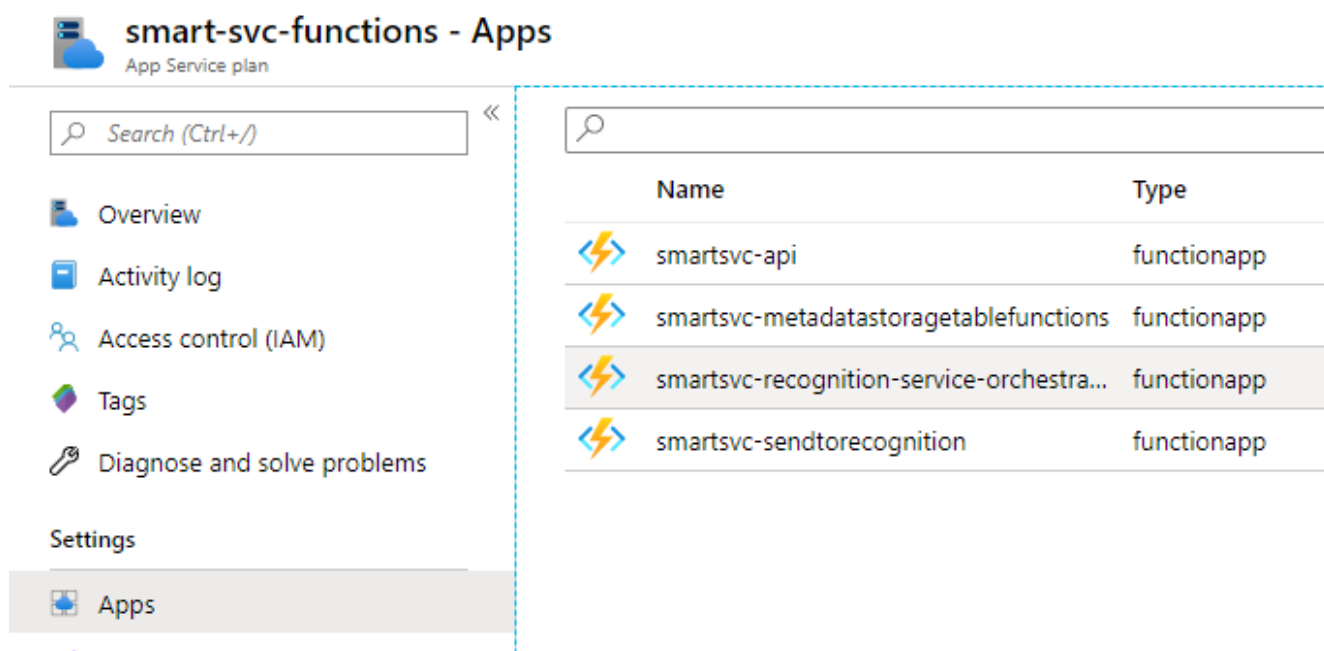 smart-svc-functions - Apps
App Service plan
Search (Ctrl+/)
«
Overview
Activity log
Access control (IAM)
Tags
Diagnose and solve problems
Settings
Apps
Name Type
smartsvc-api functionapp
smartsvc-metadatastoragetablefunctions functionapp
smartsvc-recognition-service-orchestra... functionapp
smartsvc-sendtorecognition functionapp